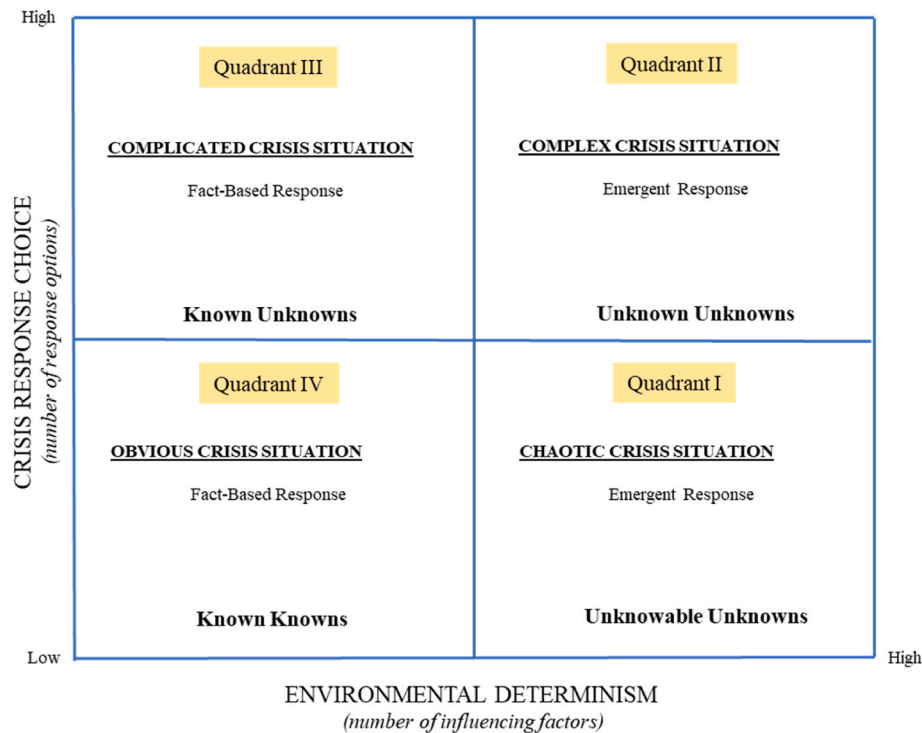 High
Quadrant III
Quadrant II
COMPLICATED CRISIS SITUATION
COMPLEX CRISIS SITUATION
Fact-Based Response
Emergent Response
Known Unknowns
Unknown Unknowns
CRISIS RESPONSE CHOICE
(number of response options)
Quadrant IV
Quadrant I
OBVIOUS CRISIS SITUATION
CHAOTIC CRISIS SITUATION
Fact-Based Response
Emergent Response
Known Knowns
Unknowable Unknowns
Low
High
ENVIRONMENTAL DETERMINISM
(number of influencing factors)